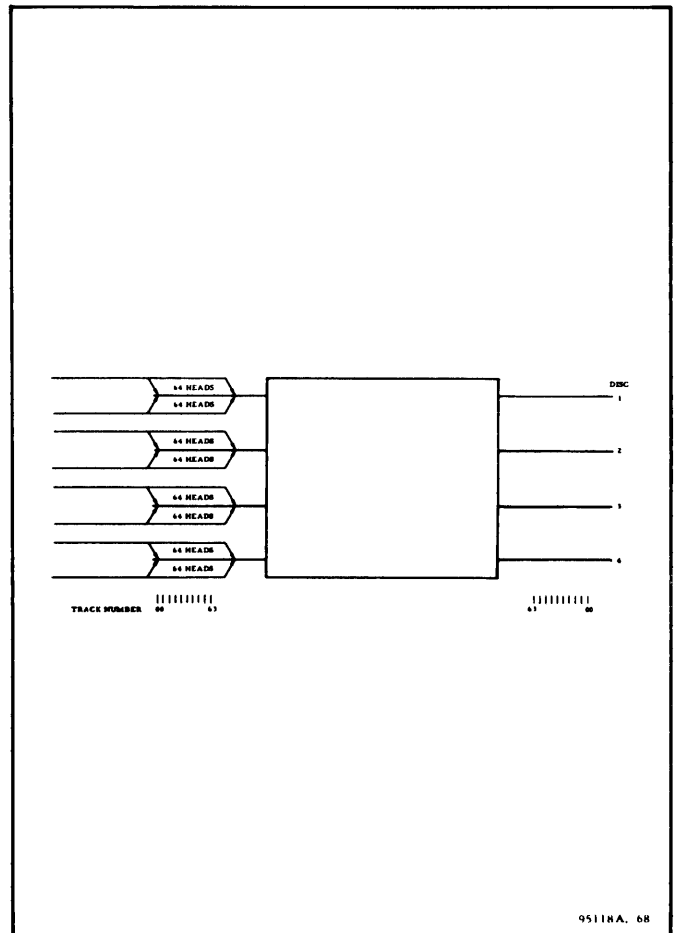 DISC
64 HEADS
1
64 HEADS
64 HEADS
2
64 HEADS
64 HEADS
3
64 HEADS
64 HEADS
4
64 HEADS
TRACK NUMBER 00 63 63 00
95118A. 68